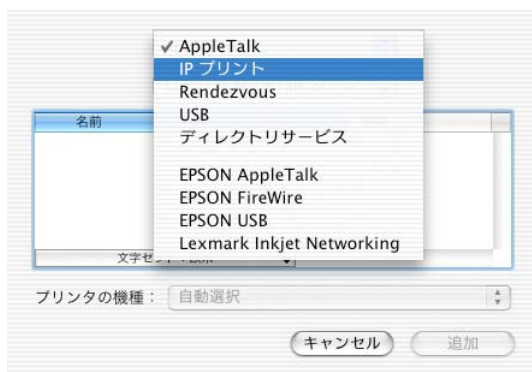 ✓ AppleTalk
IP プリント
Rendezvous
USB
ディレクトリサービス
EPSON AppleTalk
EPSON FireWire
EPSON USB
Lexmark Inkjet Networking
名前
プリンタの機種：
自動選択
キャンセル
追加